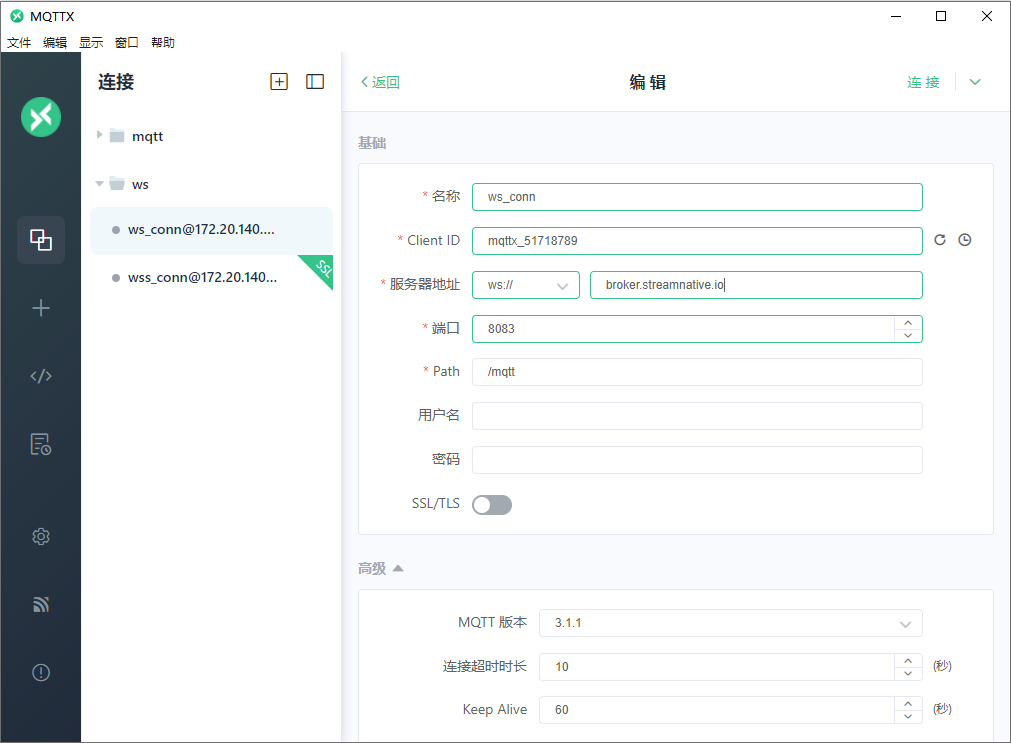 MQTTX
文件 编辑 显示 窗口 帮助
连接
mqtt
ws
ws_conn@172.20.140....
wss_conn@172.20.140...
SSL
返回
编辑
连接
基础
* 名称 ws_conn
* Client ID mqttx_51718789
* 服务器地址 ws:// broker.streamnative.io
* 端口 8083
* Path /mqtt
用户名
密码
SSL/TLS
高级
MQTT 版本 3.1.1
连接超时时长 10 (秒)
Keep Alive 60 (秒)